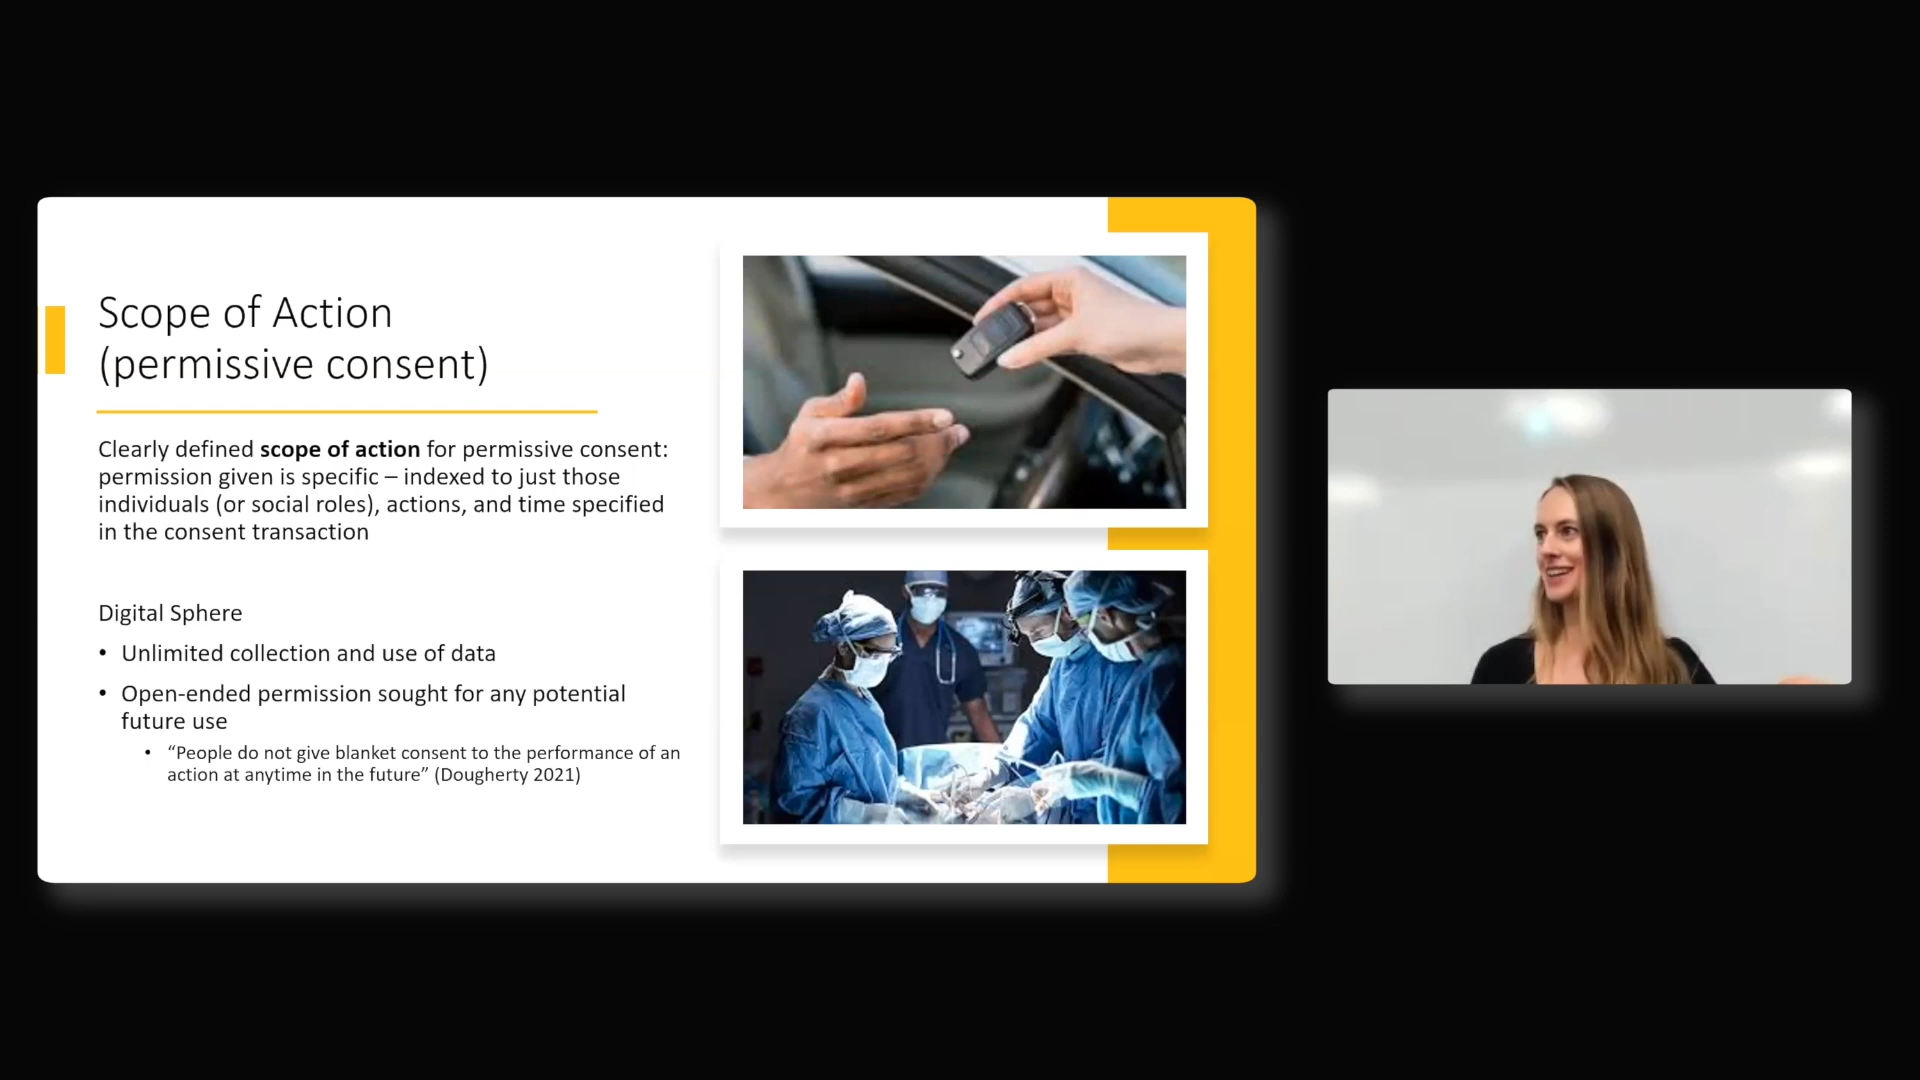 Scope of Action
(permissive consent)
Clearly defined scope of action for permissive consent:
permission given is specific – indexed to just those
individuals (or social roles), actions, and time specified
in the consent transaction
Digital Sphere
• Unlimited collection and use of data
• Open-ended permission sought for any potential
future use
• “People do not give blanket consent to the performance of an
action at anytime in the future” (Dougherty 2021)